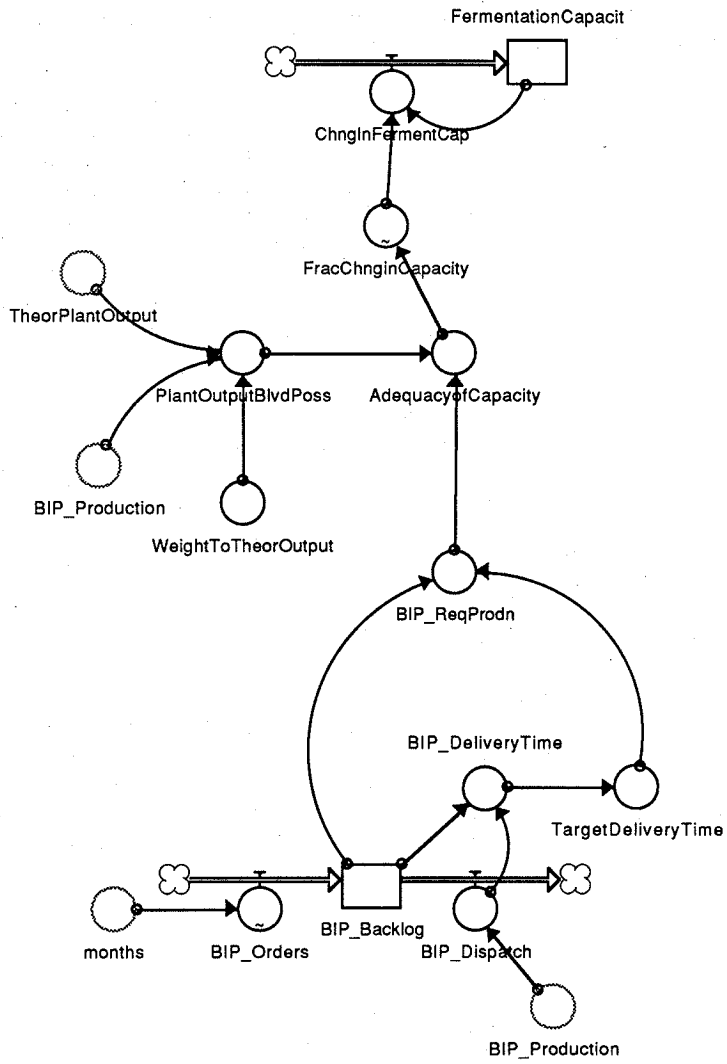 FermentationCapacit
ChngInFermentCap
FracChnginCapacity
TheorPlantOutput
PlantOutputBlvdPoss
AdequacyofCapacity
BIP_Production
WeightToTheorOutput
BIP_ReqProdn
BIP_DeliveryTime
TargetDeliveryTime
months
BIP_Orders
BIP_Backlog
BIP_Dispatch
BIP_Production